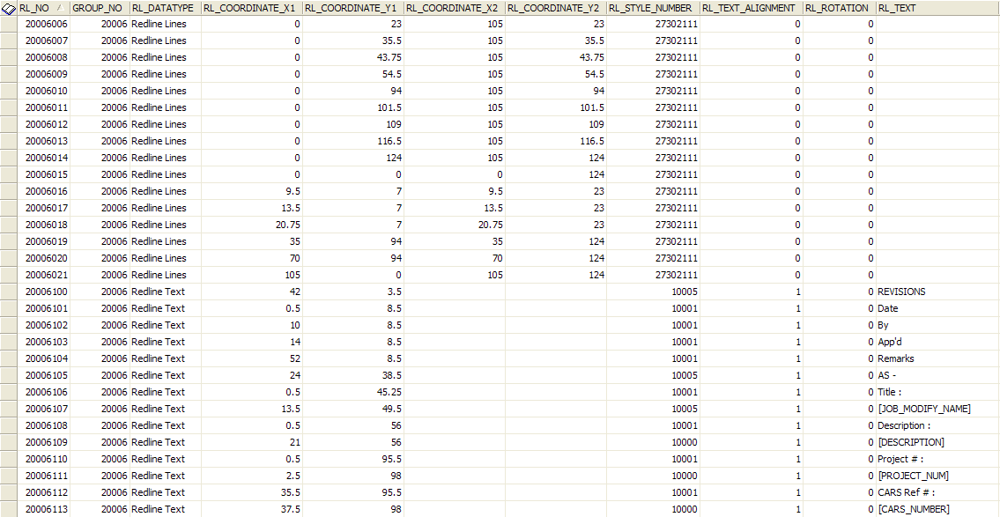 RL_NO GROUP_NO RL_DATATYPE RL_COORDINATE_X1 RL_COORDINATE_Y1 RL_COORDINATE_X2 RL_COORDINATE_Y2 RL_STYLE_NUMBER RL_TEXT_ALIGNMENT RL_ROTATION RL_TEXT
20006006 20006 Redline Lines 0 23 105 23 27302111 0 0
20006007 20006 Redline Lines 0 35.5 105 35.5 27302111 0 0
20006008 20006 Redline Lines 0 43.75 105 43.75 27302111 0 0
20006009 20006 Redline Lines 0 54.5 105 54.5 27302111 0 0
20006010 20006 Redline Lines 0 94 105 94 27302111 0 0
20006011 20006 Redline Lines 0 101.5 105 101.5 27302111 0 0
20006012 20006 Redline Lines 0 109 105 109 27302111 0 0
20006013 20006 Redline Lines 0 116.5 105 116.5 27302111 0 0
20006014 20006 Redline Lines 0 124 105 124 27302111 0 0
20006015 20006 Redline Lines 0 0 0 124 27302111 0 0
20006016 20006 Redline Lines 9.5 7 9.5 23 27302111 0 0
20006017 20006 Redline Lines 13.5 7 13.5 23 27302111 0 0
20006018 20006 Redline Lines 20.75 7 20.75 23 27302111 0 0
20006019 20006 Redline Lines 35 94 35 124 27302111 0 0
20006020 20006 Redline Lines 70 94 70 124 27302111 0 0
20006021 20006 Redline Lines 105 0 105 124 27302111 0 0
20006100 20006 Redline Text 42 3.5 10005 1 0 REVISIONS
20006101 20006 Redline Text 0.5 8.5 10001 1 0 Date
20006102 20006 Redline Text 10 8.5 10001 1 0 By
20006103 20006 Redline Text 14 8.5 10001 1 0 App'd
20006104 20006 Redline Text 52 8.5 10001 1 0 Remarks
20006105 20006 Redline Text 24 38.5 10005 1 0 AS -
20006106 20006 Redline Text 0.5 45.25 10001 1 0 Title :
20006107 20006 Redline Text 13.5 49.5 10005 1 0 [JOB_MODIFY_NAME]
20006108 20006 Redline Text 0.5 56 10001 1 0 Description :
20006109 20006 Redline Text 21 56 10000 1 0 [DESCRIPTION]
20006110 20006 Redline Text 0.5 95.5 10001 1 0 Project # :
20006111 20006 Redline Text 2.5 98 10000 1 0 [PROJECT_NUM]
20006112 20006 Redline Text 35.5 95.5 10001 1 0 CARS Ref # :
20006113 20006 Redline Text 37.5 98 10000 1 0 [CARS_NUMBER]